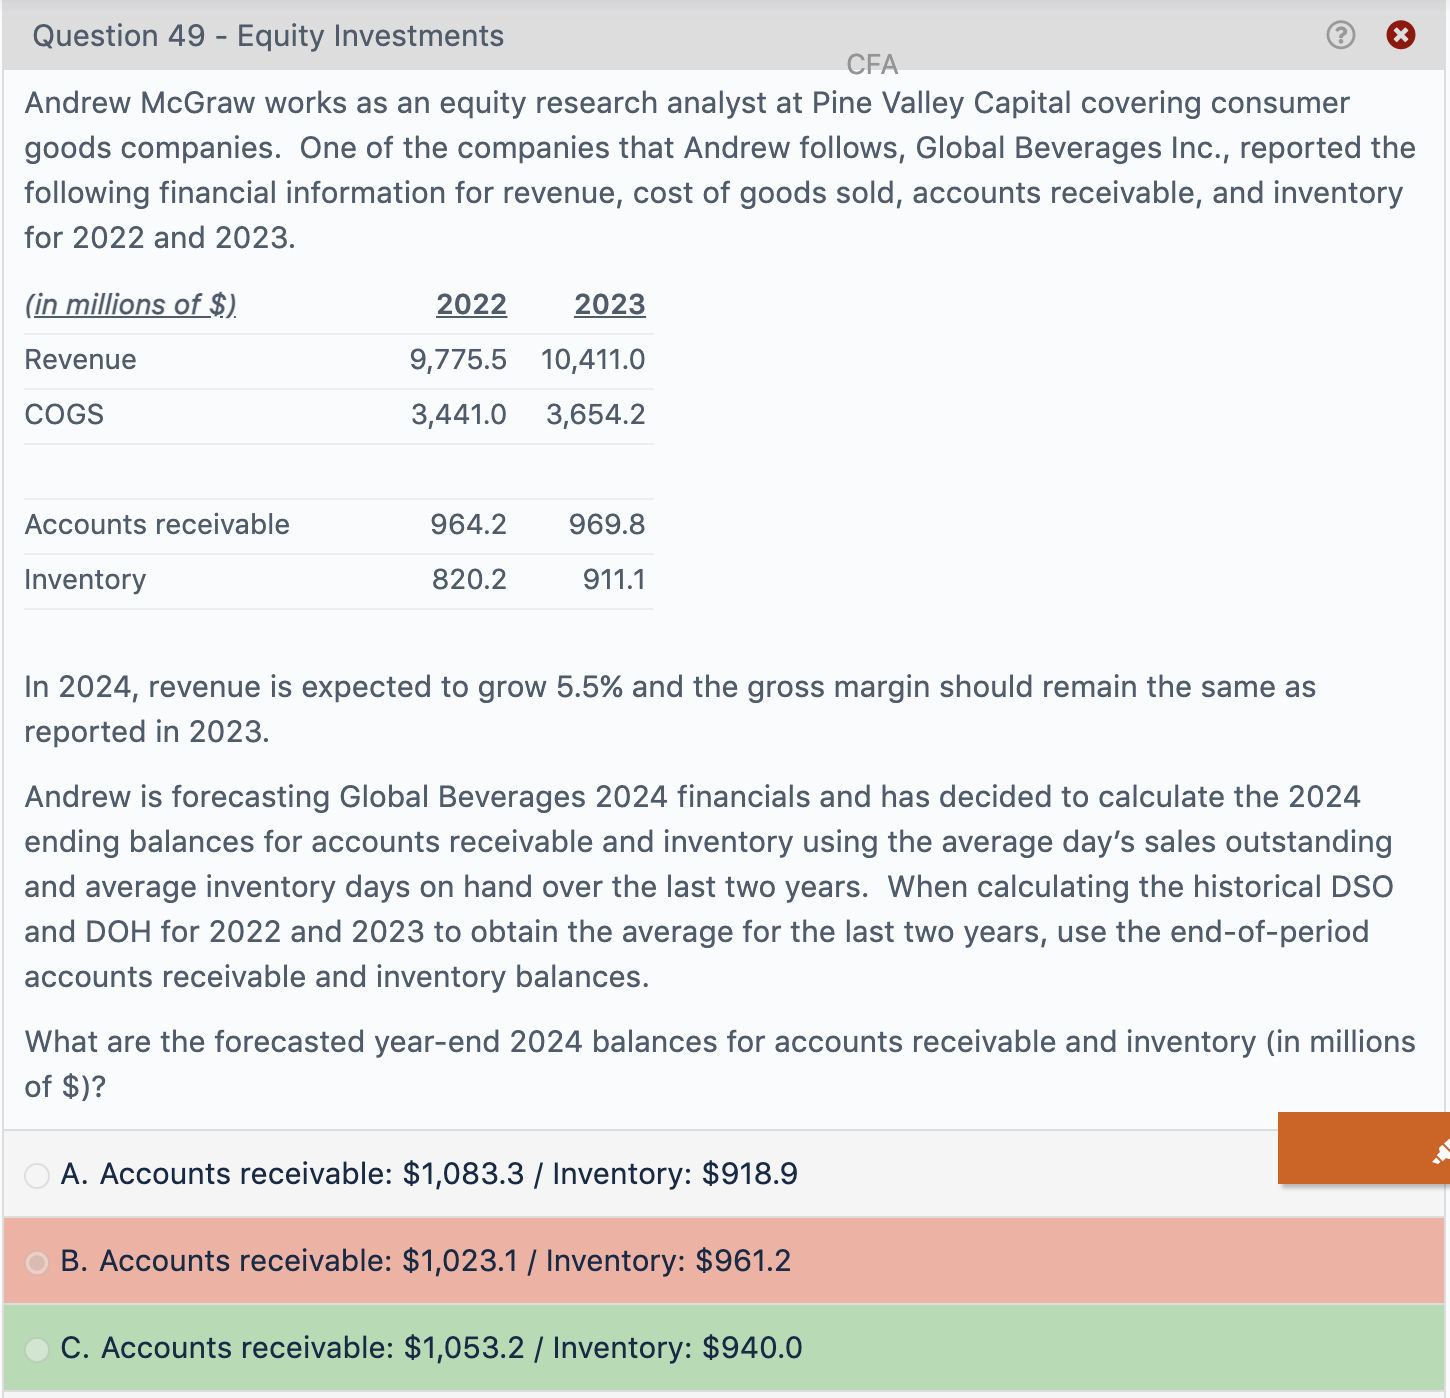 Question 49 - Equity Investments
CFA
Andrew McGraw works as an equity research analyst at Pine Valley Capital covering consumer
goods companies.  One of the companies that Andrew follows, Global Beverages Inc., reported the
following financial information for revenue, cost of goods sold, accounts receivable, and inventory
for 2022 and 2023.
(in millions of $) 2022 2023
Revenue 9,775.5 10,411.0
COGS 3,441.0 3,654.2
Accounts receivable 964.2 969.8
Inventory 820.2 911.1
In 2024, revenue is expected to grow 5.5% and the gross margin should remain the same as
reported in 2023.
Andrew is forecasting Global Beverages 2024 financials and has decided to calculate the 2024
ending balances for accounts receivable and inventory using the average day’s sales outstanding
and average inventory days on hand over the last two years.  When calculating the historical DSO
and DOH for 2022 and 2023 to obtain the average for the last two years, use the end-of-period
accounts receivable and inventory balances.
What are the forecasted year-end 2024 balances for accounts receivable and inventory (in millions
of $)?
A. Accounts receivable: $1,083.3 / Inventory: $918.9
B. Accounts receivable: $1,023.1 / Inventory: $961.2
C. Accounts receivable: $1,053.2 / Inventory: $940.0